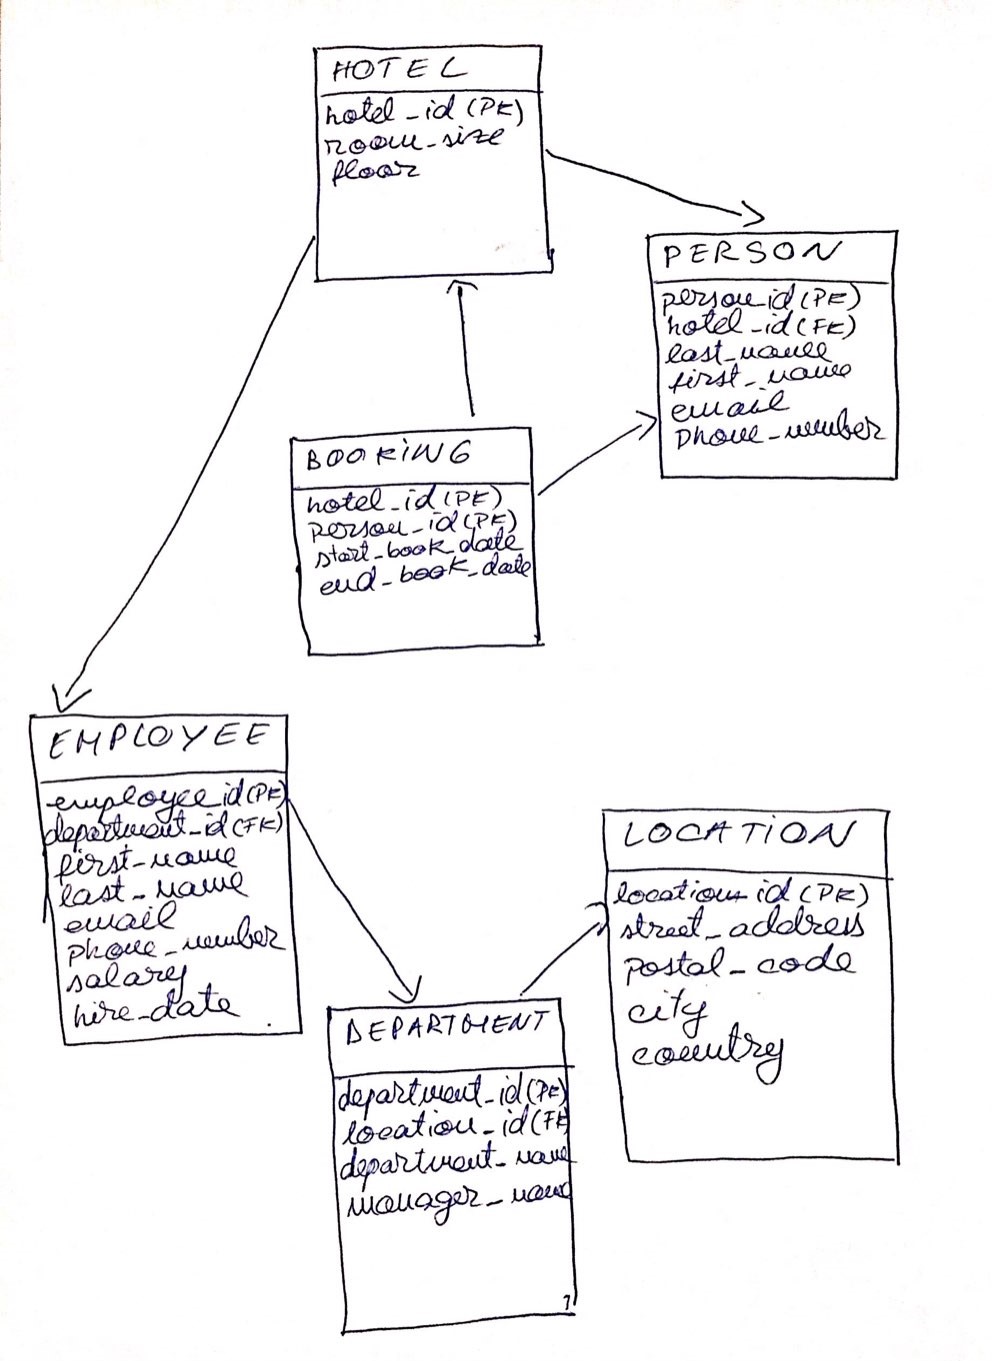 HOTEL
hotel_id (PK)
room_size
floor
PERSON
person_id (PK)
hotel_id (FK)
last_name
first_name
email
phone_number
BOOKING
hotel_id (PK)
person_id (PK)
start_book_date
end_book_date
EMPLOYEE
employee_id (PK)
department_id (FK)
first_name
last_name
email
phone_number
salary
hire_date
LOCATION
location_id (PK)
street_address
postal_code
city
country
DEPARTMENT
department_id (PK)
location_id (FK)
department_name
manager_name